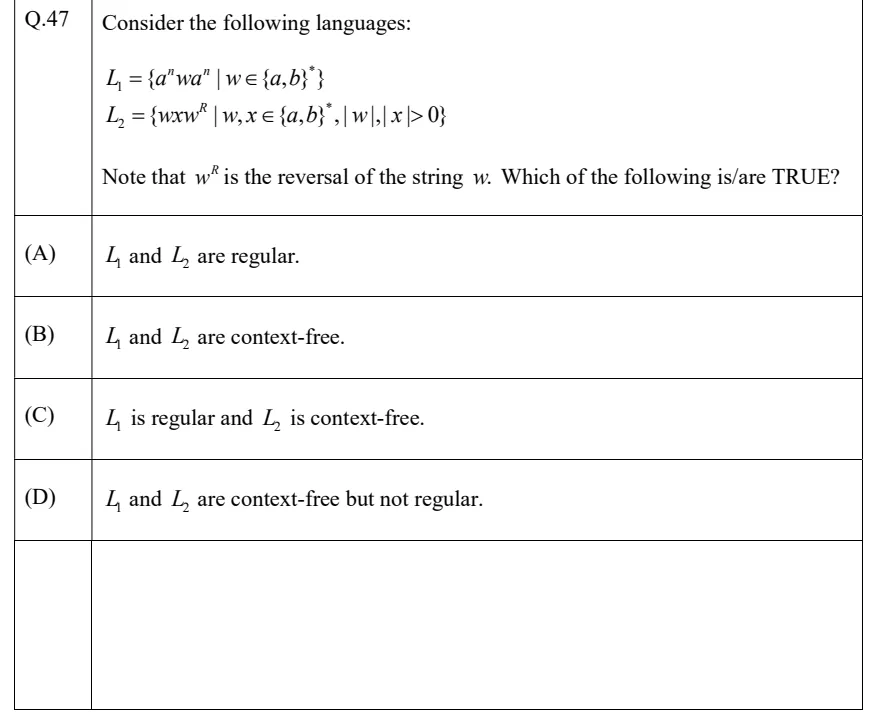 Q.47 Consider the following languages:
L₁ = {aⁿwaⁿ | w ∈ {a,b}*}
L₂ = {wxwᴿ | w, x ∈ {a,b}*, | w |,| x |> 0}
Note that wᴿ is the reversal of the string w. Which of the following is/are TRUE?
(A) L₁ and L₂ are regular.
(B) L₁ and L₂ are context-free.
(C) L₁ is regular and L₂ is context-free.
(D) L₁ and L₂ are context-free but not regular.